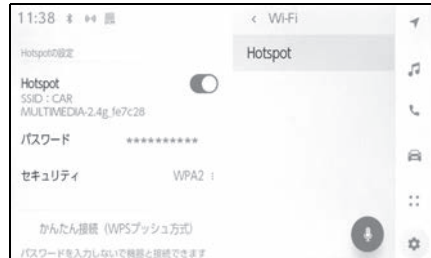 11:38
Hotspotの設定
Hotspot
SSID：CAR
MULTIMEDIA-2.4g_fe7c28
パスワード
**********
セキュリティ
WPA2
かんたん接続（WPSプッシュ方式）
パスワードを入力しないで機器と接続できます
< Wi-Fi
Hotspot